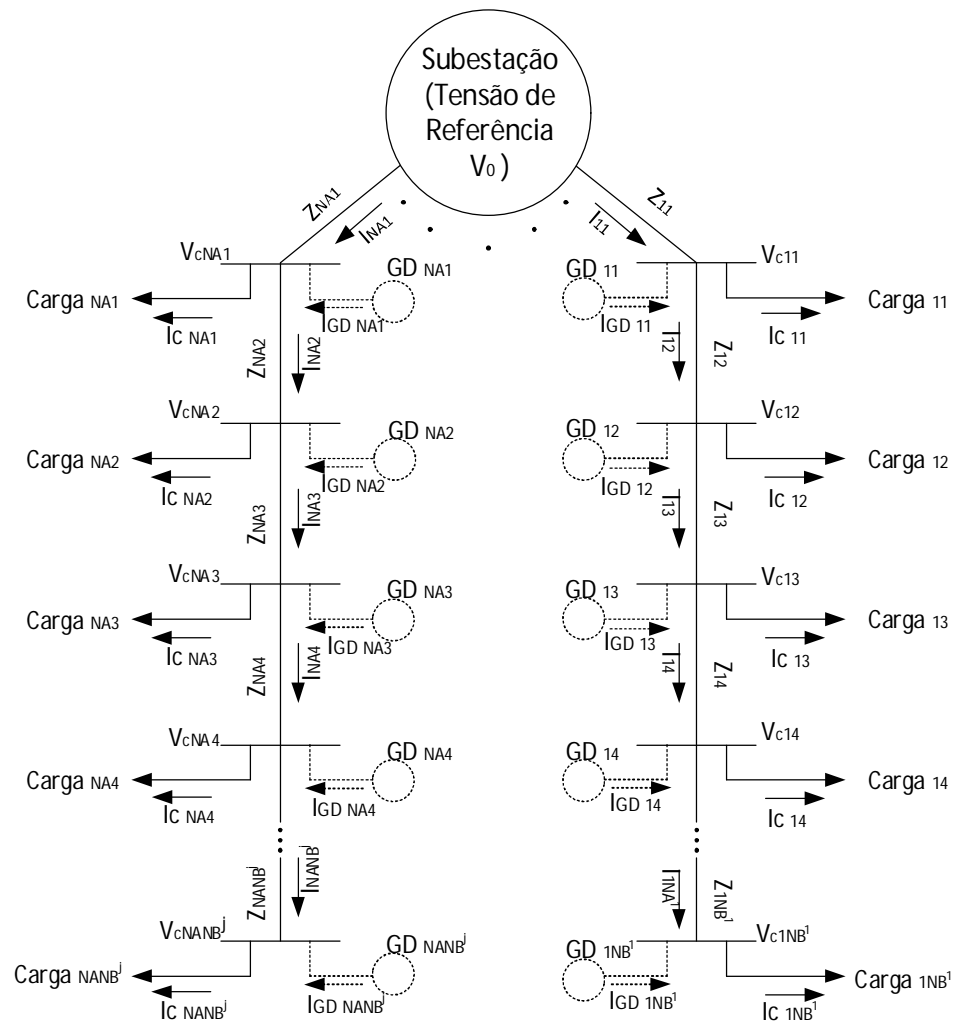 Subestação
(Tensão de
Referência
V0 )
ZNA1
INA1
Z11
I11
VcNA1
GD NA1
GD 11
Vc11
Carga NA1
IC NA1
IGD NA1
IGD 11
IC 11
Carga 11
ZNA2
INA2
I12
Z12
VcNA2
GD NA2
GD 12
Vc12
Carga NA2
IC NA2
IGD NA2
IGD 12
IC 12
Carga 12
ZNA3
INA3
I13
Z13
VcNA3
GD NA3
GD 13
Vc13
Carga NA3
IC NA3
IGD NA3
IGD 13
IC 13
Carga 13
ZNA4
INA4
I14
Z14
VcNA4
GD NA4
GD 14
Vc14
Carga NA4
IC NA4
IGD NA4
IGD 14
IC 14
Carga 14
ZNANBj
INANBj
I1NA1
Z1NB1
VcNANBj
GD NANBj
GD 1NB1
Vc1NB1
Carga NANBj
IC NANBj
IGD NANBj
IGD 1NB1
IC 1NB1
Carga 1NB1